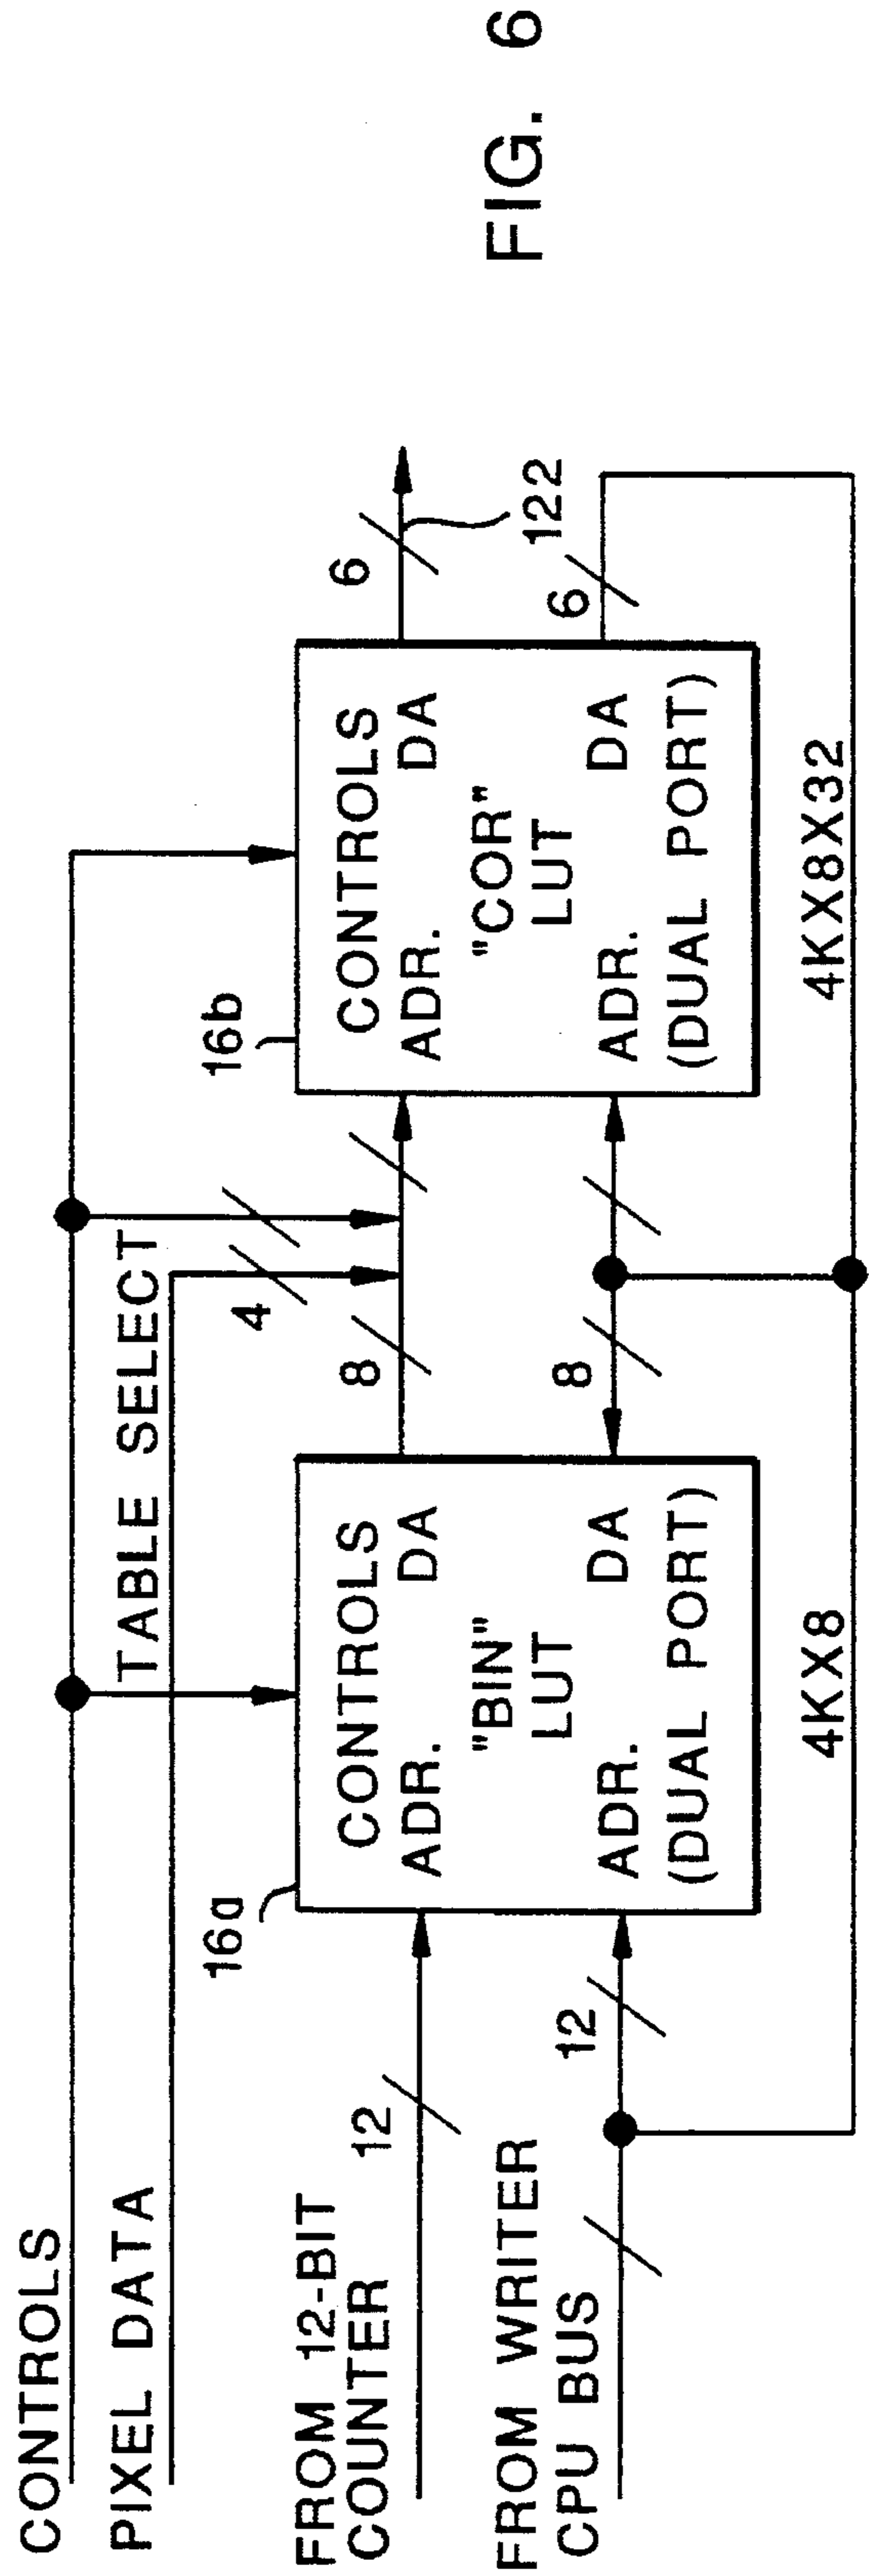 CONTROLS
PIXEL DATA
TABLE SELECT
FROM 12-BIT
COUNTER
12
FROM WRITER
CPU BUS
12
16a
CONTROLS
ADR. DA
"BIN"
LUT
ADR. DA
(DUAL PORT)
4KX8
4
8
8
16b
CONTROLS
ADR. DA
"COR"
LUT
ADR. DA
(DUAL PORT)
4KX8X32
6
122
6
FIG. 6